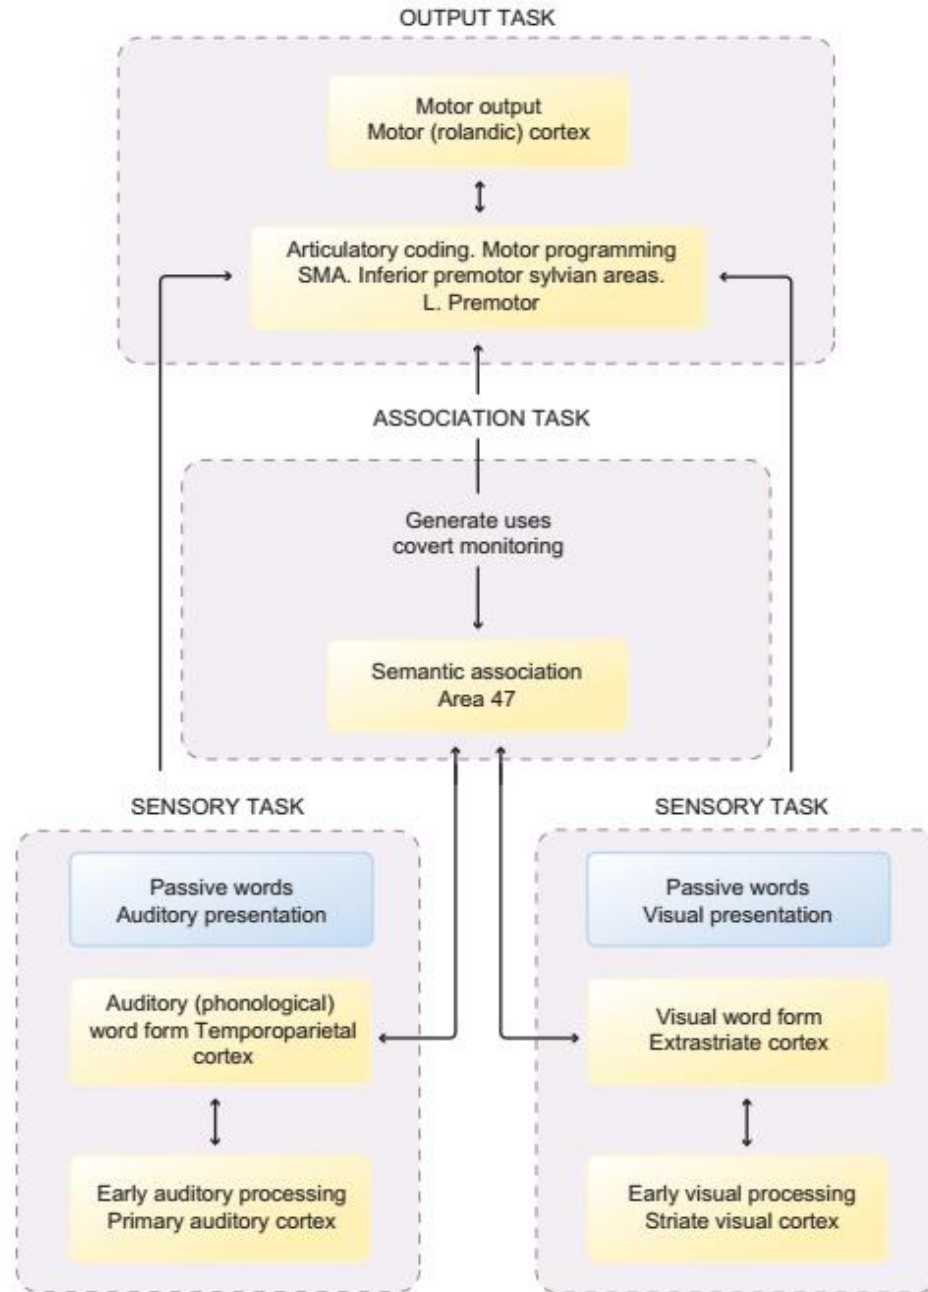 OUTPUT TASK
Motor output
Motor (rolandic) cortex
Articulatory coding. Motor programming
SMA. Inferior premotor sylvian areas.
L. Premotor
ASSOCIATION TASK
Generate uses
covert monitoring
Semantic association
Area 47
SENSORY TASK
Passive words
Auditory presentation
Auditory (phonological)
word form Temporoparietal
cortex
Early auditory processing
Primary auditory cortex
SENSORY TASK
Passive words
Visual presentation
Visual word form
Extrastriate cortex
Early visual processing
Striate visual cortex